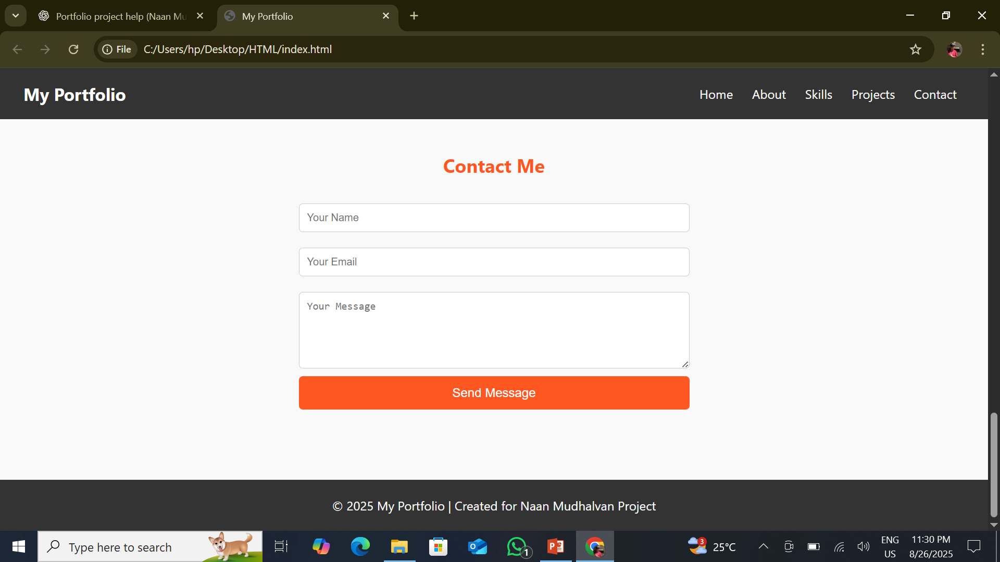 Portfolio project help (Naan Mu
My Portfolio
File
C:/Users/hp/Desktop/HTML/index.html
My Portfolio
Home
About
Skills
Projects
Contact
Contact Me
Your Name
Your Email
Your Message
Send Message
© 2025 My Portfolio | Created for Naan Mudhalvan Project
Type here to search
1
3
25°C
ENG
US
11:30 PM
8/26/2025